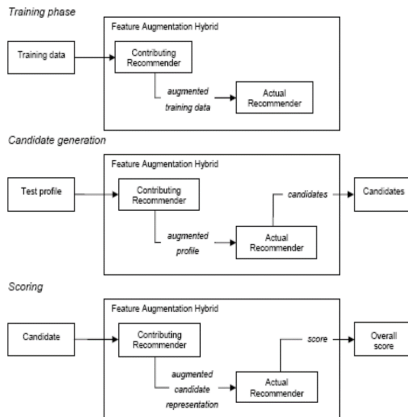 Training phase
Feature Augmentation Hybrid
Training data
Contributing
Recommender
augmented
training data
Actual
Recommender
Candidate generation
Feature Augmentation Hybrid
Test profile
Contributing
Recommender
candidates
Candidates
augmented
profile
Actual
Recommender
Scoring
Feature Augmentation Hybrid
Candidate
Contributing
Recommender
score
Overall
score
augmented
candidate
representation
Actual
Recommender